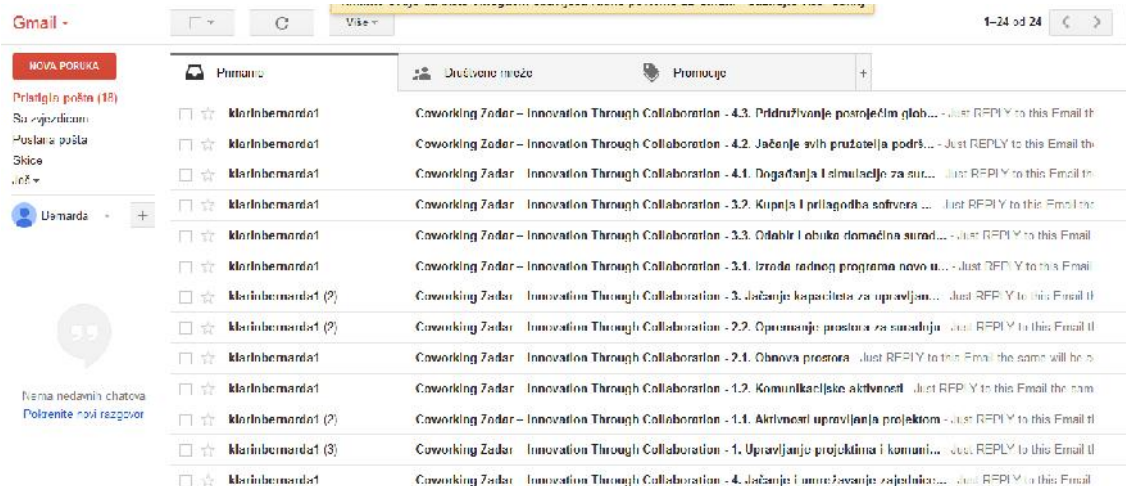 Gmail
Više
1–24 od 24
NOVA PORUKA
Primarno
Društvene mreže
Promocije
+
Pristigla pošta (18)
Sa zvjezdicom
Poslana pošta
Skice
Još
Bernarda
+
Nema nedavnih chatova
Pokrenite novi razgovor
klarinbernarda1 Coworking Zadar – Innovation Through Collaboration - 4.3. Pridruživanje postojećim glob... - Just REPLY to this Email th
klarinbernarda1 Coworking Zadar – Innovation Through Collaboration - 4.2. Jačanje svih pružatelja podrš... - Just REPLY to this Email the
klarinbernarda1 Coworking Zadar – Innovation Through Collaboration - 4.1. Događanja i simulacije za sur... - Just REPLY to this Email th
klarinbernarda1 Coworking Zadar – Innovation Through Collaboration - 3.2. Kupnja i prilagodba softvera ... - Just REPLY to this Email the
klarinbernarda1 Coworking Zadar – Innovation Through Collaboration - 3.3. Odabir i obuka domaćina surad... - Just REPLY to this Email
klarinbernarda1 Coworking Zadar – Innovation Through Collaboration - 3.1. Izrada radnog programa novo u... - Just REPLY to this Email
klarinbernarda1 (2) Coworking Zadar – Innovation Through Collaboration - 3. Jačanje kapaciteta za upravljan... - Just REPLY to this Email th
klarinbernarda1 (2) Coworking Zadar – Innovation Through Collaboration - 2.2. Opremanje prostora za suradnju - Just REPLY to this Email t
klarinbernarda1 Coworking Zadar – Innovation Through Collaboration - 2.1. Obnova prostora - Just REPLY to this Email the same will be
klarinbernarda1 Coworking Zadar – Innovation Through Collaboration - 1.2. Komunikacijske aktivnosti - Just REPLY to this Email the sam
klarinbernarda1 (2) Coworking Zadar – Innovation Through Collaboration - 1.1. Aktivnosti upravljanja projektom - Just REPLY to this Email t
klarinbernarda1 (3) Coworking Zadar – Innovation Through Collaboration - 1. Upravljanje projektima i komuni... - Just REPLY to this Email t
klarinbernarda1 Coworking Zadar – Innovation Through Collaboration - 4. Jačanje i umrežavanje zajednice... - Just REPLY to this Email